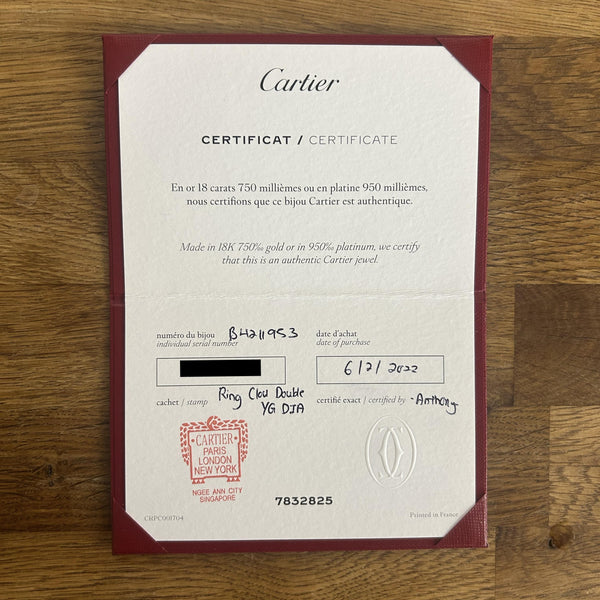 Cartier
CERTIFICAT / CERTIFICATE
En or 18 carats 750 millièmes ou en platine 950 millièmes,
nous certifions que ce bijou Cartier est authentique.
Made in 18K 750‰ gold or in 950‰ platinum, we certify
that this is an authentic Cartier jewel.
numéro du bijou B4211953
individual serial number
date d'achat
date of purchase
6/2/2022
cachet / stamp Ring Clou Double
YG DIA
certifié exact / certified by - Anthony
CARTIER
PARIS
LONDON
NEW YORK
NGEE ANN CITY
SINGAPORE
7832825
CRPC001704
Printed in France